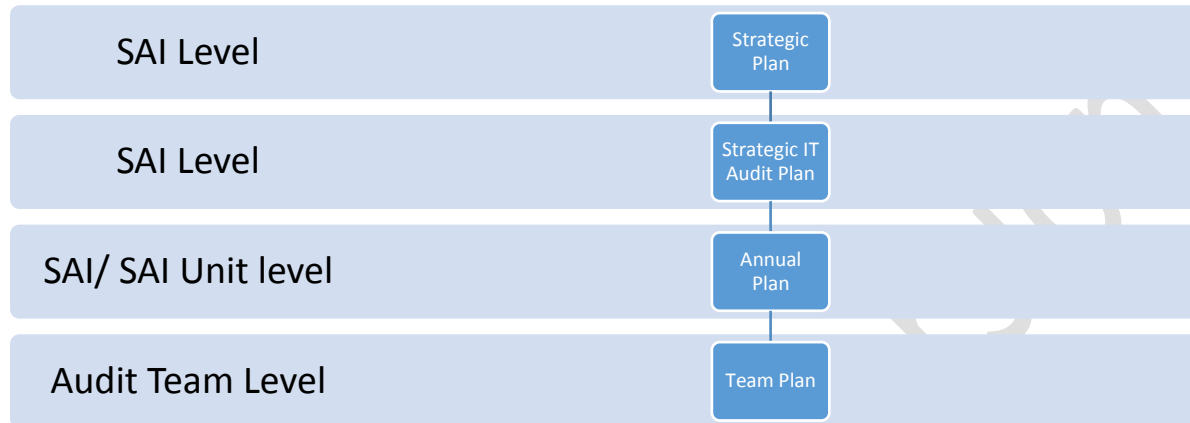 SAI Level
Strategic
Plan
SAI Level
Strategic IT
Audit Plan
SAI/ SAI Unit level
Annual
Plan
Audit Team Level
Team Plan